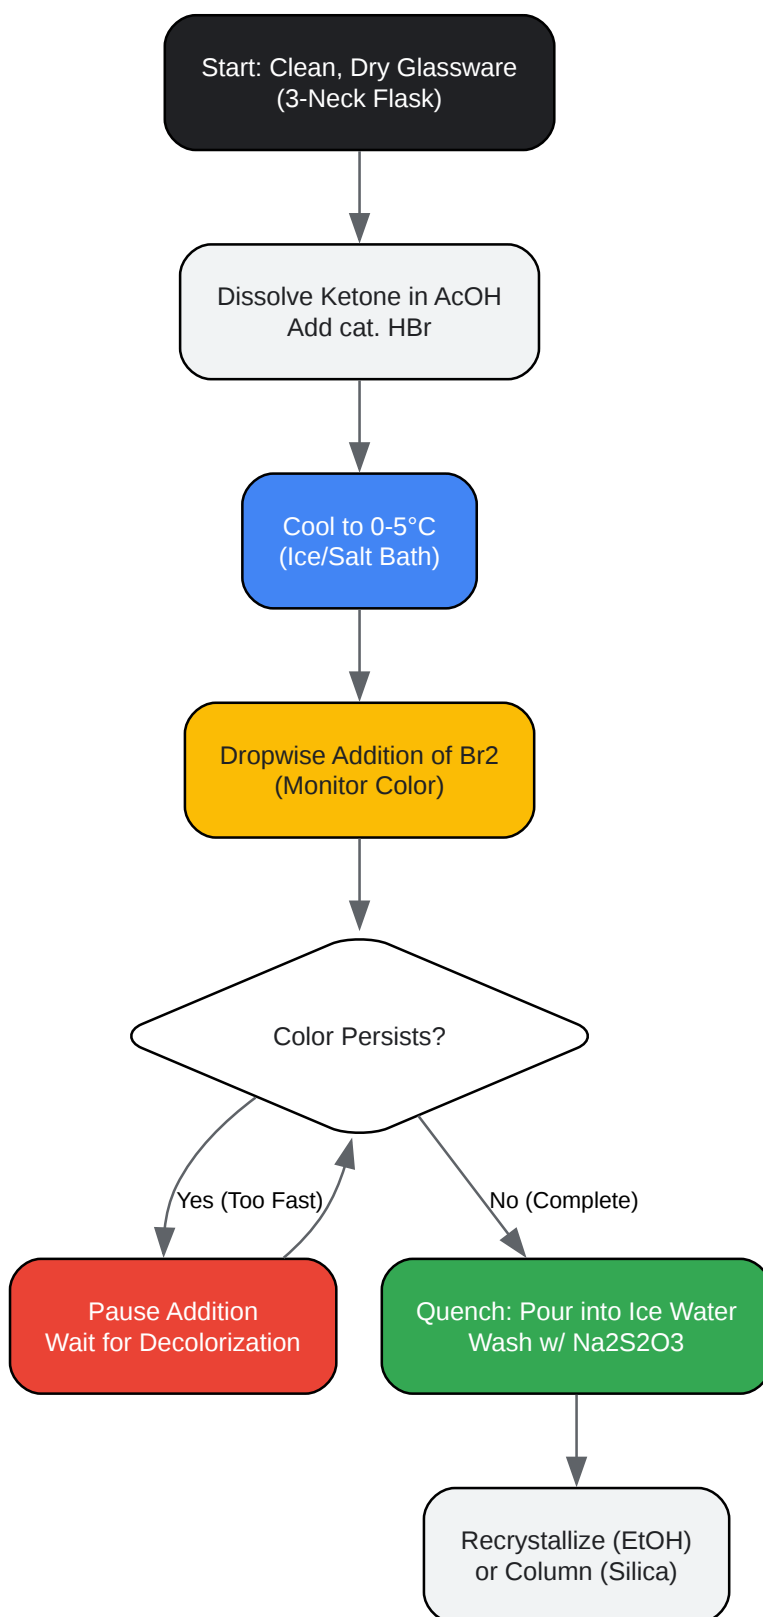 Start: Clean, Dry Glassware
(3-Neck Flask)
Dissolve Ketone in AcOH
Add cat. HBr
Cool to 0-5°C
(Ice/Salt Bath)
Dropwise Addition of Br2
(Monitor Color)
Color Persists?
Yes (Too Fast)
No (Complete)
Pause Addition
Wait for Decolorization
Quench: Pour into Ice Water
Wash w/ Na2S2O3
Recrystallize (EtOH)
or Column (Silica)